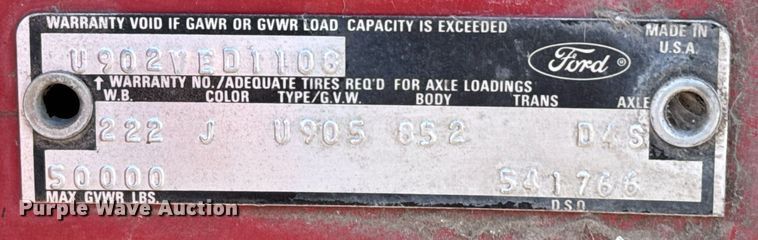 WARRANTY VOID IF GAWR OR GVWR LOAD CAPACITY IS EXCEEDED
MADE IN U.S.A.
U902VED1108
Ford ®
↑ WARRANTY NO./ADEQUATE TIRES REQ'D FOR AXLE LOADINGS
W.B. COLOR TYPE/G.V.W. BODY TRANS AXLE
222 J U905 852 D4S
50000 541766
MAX GVWR LBS. D.S.O.
Purple Wave Auction